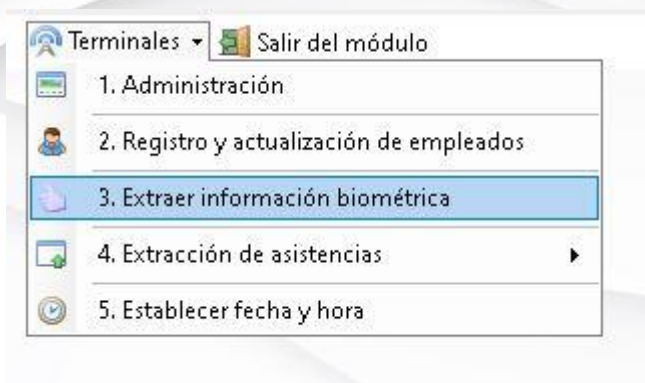 Terminales Salir del módulo
1. Administración
2. Registro y actualización de empleados
3. Extraer información biométrica
4. Extracción de asistencias
5. Establecer fecha y hora